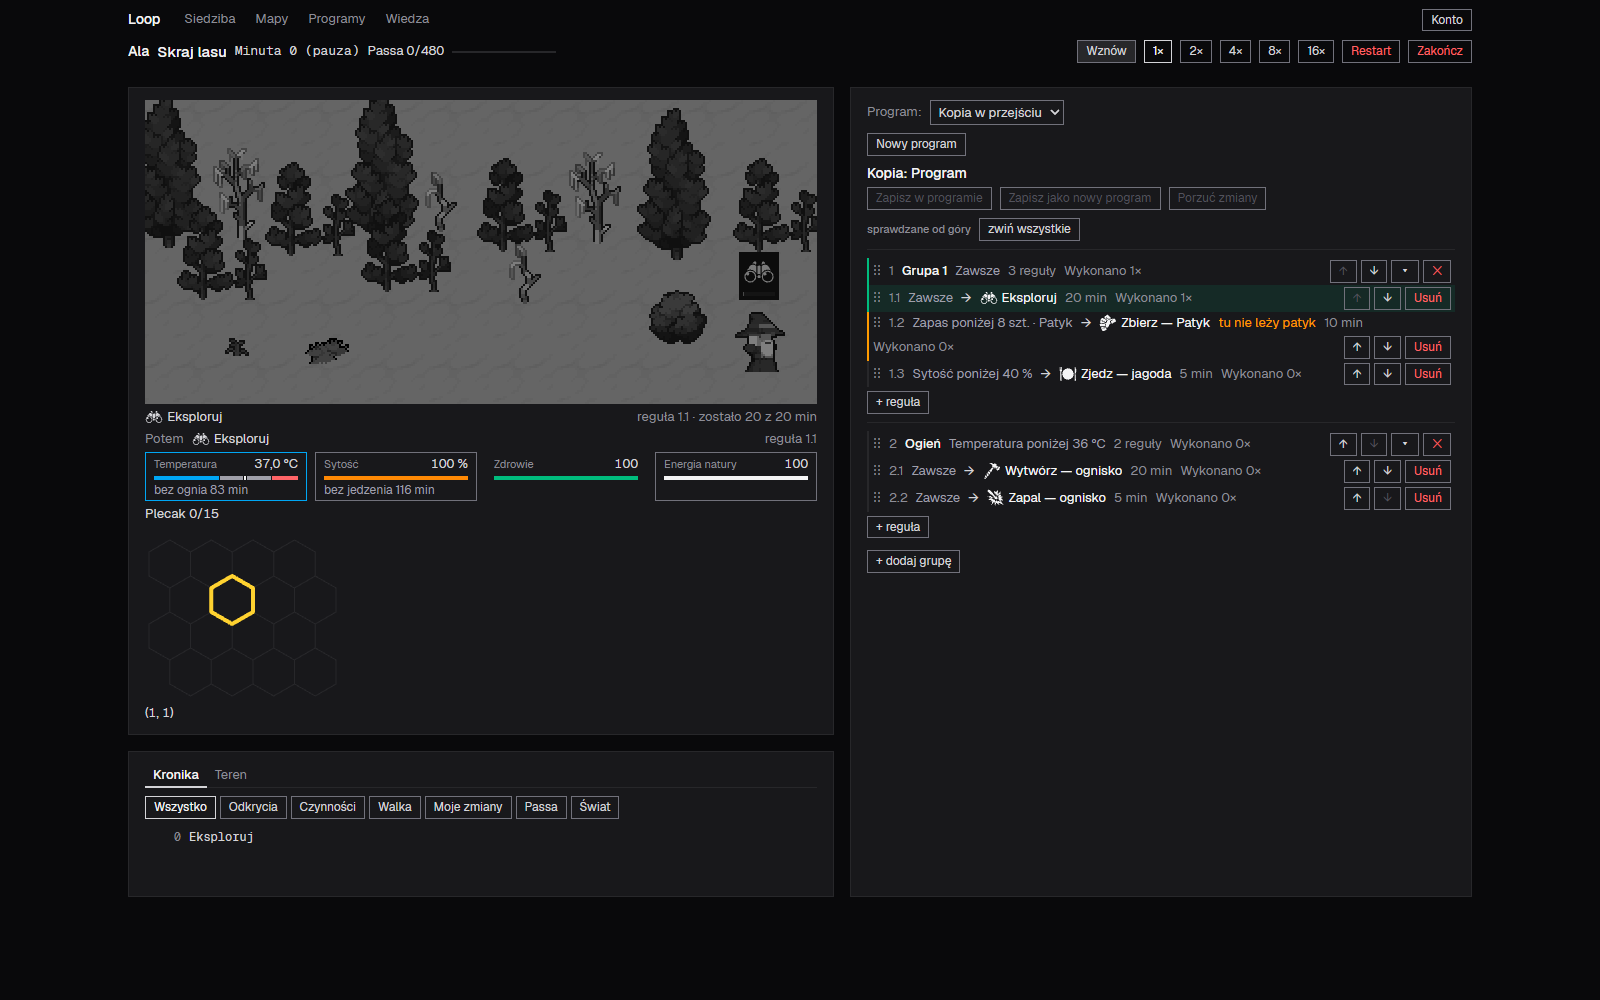 Loop Siedziba Mapy Programy Wiedza Konto
Ala Skraj lasu Minuta 0 (pauza) Passa 0/480 Wznów 1× 2× 4× 8× 16× Restart Zakończ
Eksploruj reguła 1.1 · zostało 20 z 20 min
Potem Eksploruj reguła 1.1
Temperatura 37,0 °C Sytość 100 % Zdrowie 100 Energia natury 100
bez ognia 83 min bez jedzenia 116 min
Plecak 0/15
(1, 1)
Kronika Teren
Wszystko Odkrycia Czynności Walka Moje zmiany Passa Świat
0 Eksploruj
Program: Kopia w przejściu
Nowy program
Kopia: Program
Zapisz w programie Zapisz jako nowy program Porzuć zmiany
sprawdzane od góry zwiń wszystkie
1 Grupa 1 Zawsze 3 reguły Wykonano 1× ↑ ↓ ▾ ×
1.1 Zawsze → Eksploruj 20 min Wykonano 1× ↑ ↓ Usuń
1.2 Zapas poniżej 8 szt. · Patyk → Zbierz — Patyk tu nie leży patyk 10 min
Wykonano 0× ↑ ↓ Usuń
1.3 Sytość poniżej 40 % → Zjedz — jagoda 5 min Wykonano 0× ↑ ↓ Usuń
+ reguła
2 Ogień Temperatura poniżej 36 °C 2 reguły Wykonano 0× ↑ ↓ ▾ ×
2.1 Zawsze → Wytwórz — ognisko 20 min Wykonano 0× ↑ ↓ Usuń
2.2 Zawsze → Zapal — ognisko 5 min Wykonano 0× ↑ ↓ Usuń
+ reguła
+ dodaj grupę